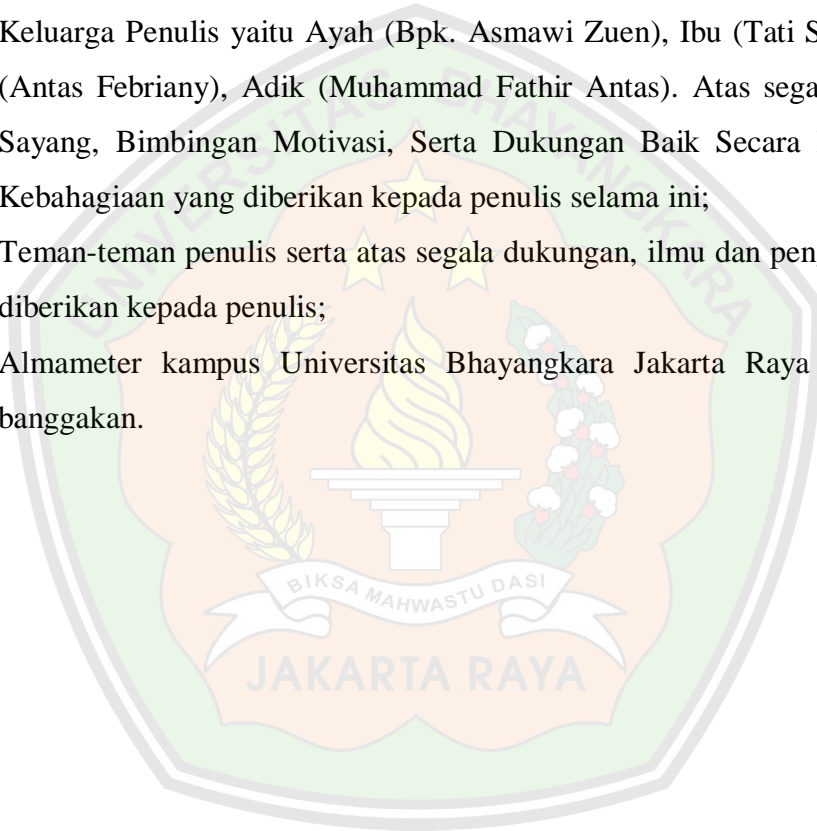 Keluarga Penulis yaitu Ayah (Bpk. Asmawi Zuen), Ibu (Tati S
(Antas Febriany), Adik (Muhammad Fathir Antas). Atas sega
Sayang, Bimbingan Motivasi, Serta Dukungan Baik Secara
Kebahagiaan yang diberikan kepada penulis selama ini;
Teman-teman penulis serta atas segala dukungan, ilmu dan peng
diberikan kepada penulis;
Almameter kampus Universitas Bhayangkara Jakarta Raya
banggakan.
UNIVERSITAS BHAYANGKARA
BIKSA MAHWASTU DASI
JAKARTA RAYA